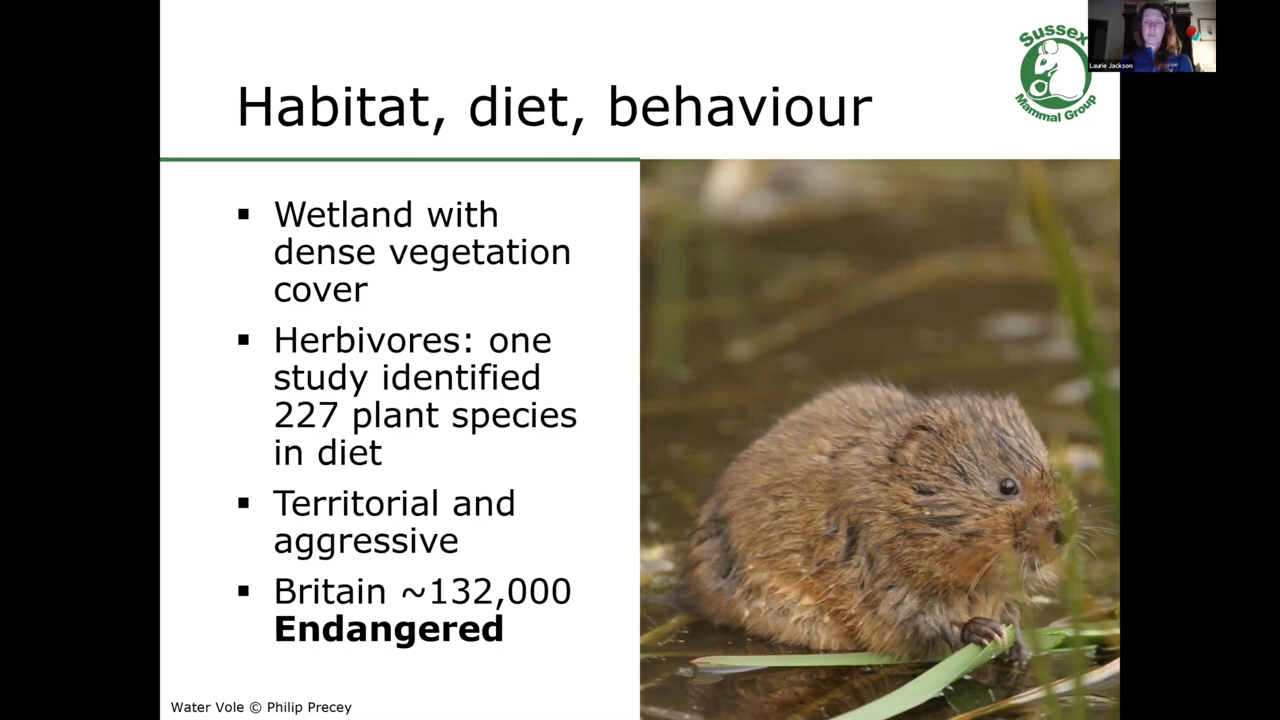 Sussex
Mammal Group
Laurie Jackson
Habitat, diet, behaviour
▪ Wetland with
dense vegetation
cover
▪ Herbivores: one
study identified
227 plant species
in diet
▪ Territorial and
aggressive
▪ Britain ~132,000
Endangered
Water Vole © Philip Precey